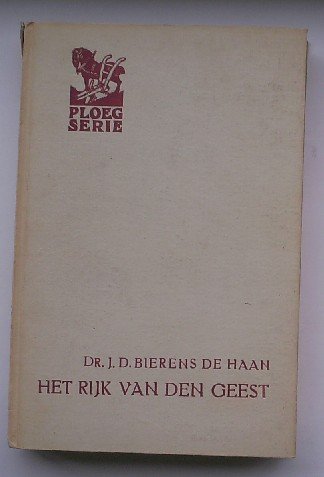 PLOEG
SERIE
DR. J. D. BIERENS DE HAAN
HET RIJK VAN DEN GEEST